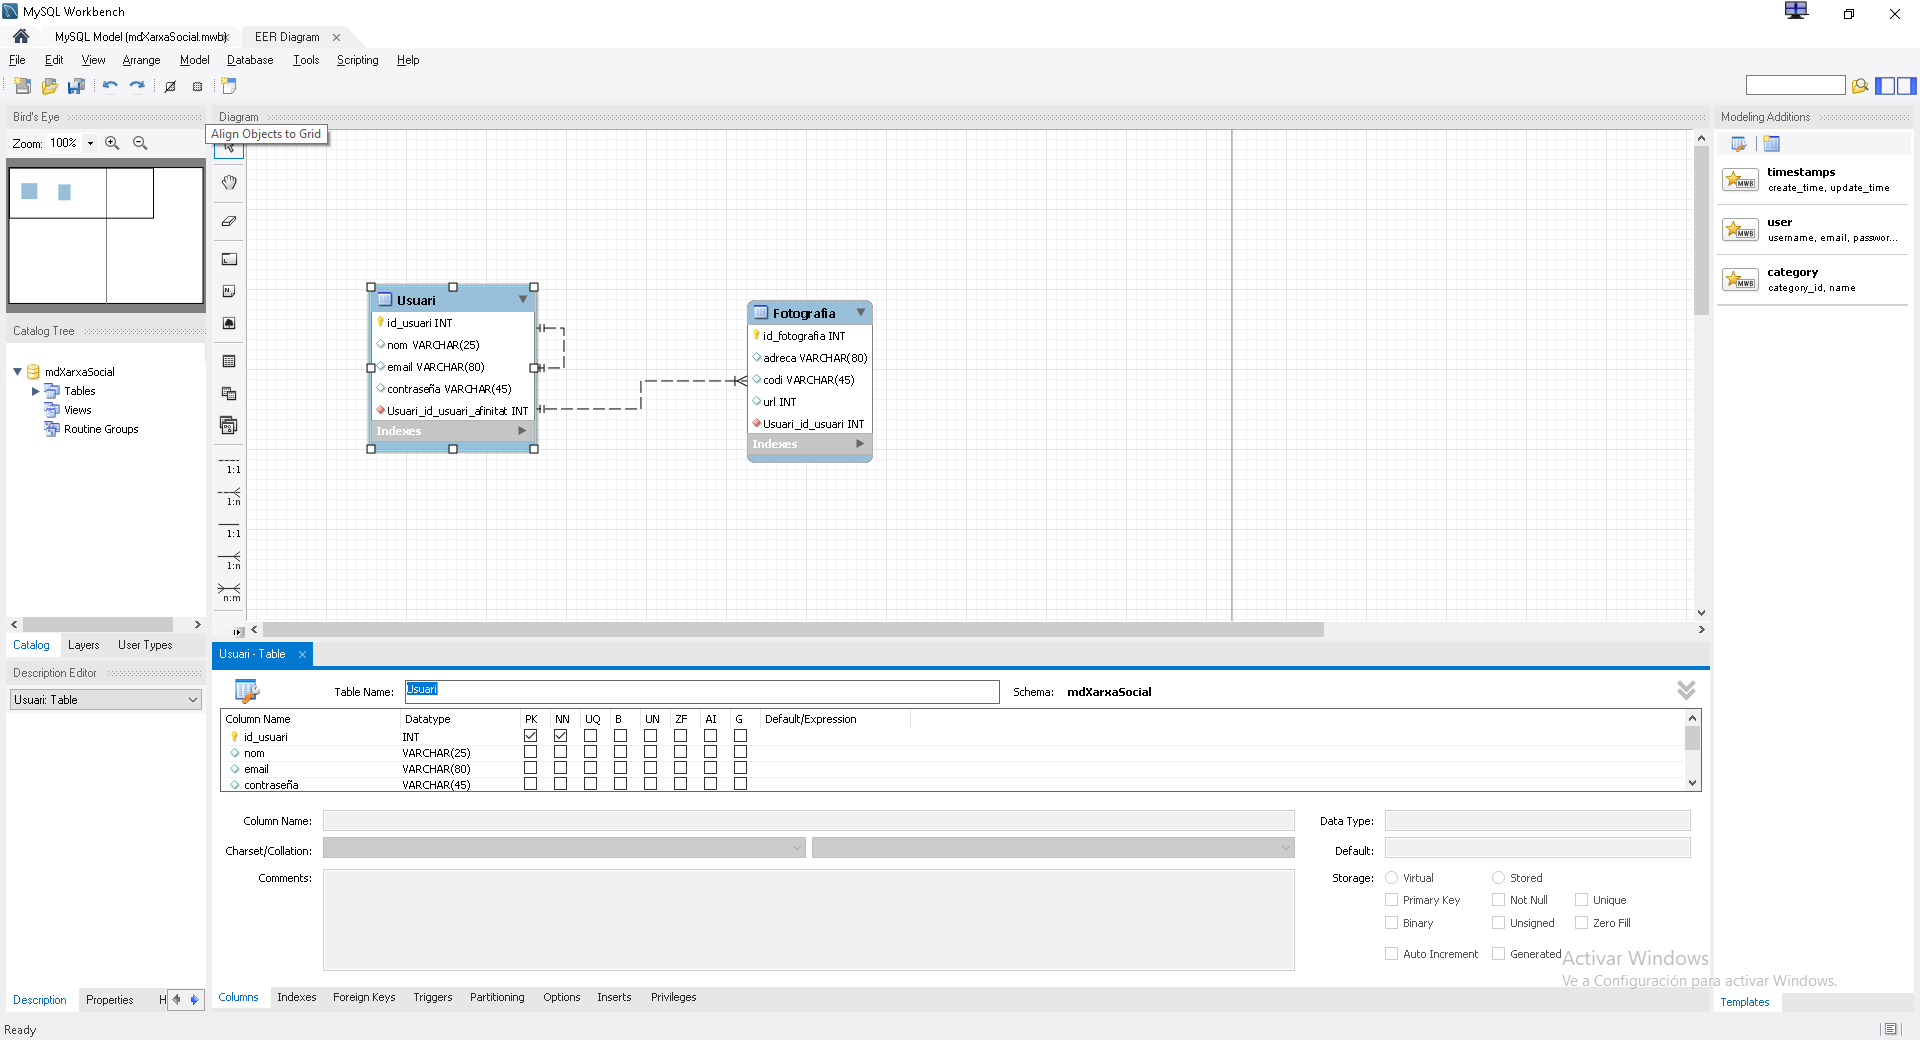 MySQL Workbench
MySQL Model (mdXarxaSocial.mwb)
EER Diagram
File Edit View Arrange Model Database Tools Scripting Help
Bird's Eye
Diagram
Modeling Additions
Align Objects to Grid
Zoom: 100%
timestamps
create_time, update_time
user
username, email, passwor...
category
category_id, name
Usuari
id_usuari INT
nom VARCHAR(25)
email VARCHAR(80)
contraseña VARCHAR(45)
Usuari_id_usuari_afinitat INT
Indexes
Fotografia
id_fotografia INT
adreca VARCHAR(80)
codi VARCHAR(45)
url INT
Usuari_id_usuari INT
Indexes
Catalog Tree
mdXarxaSocial
Tables
Views
Routine Groups
1:1
1:n
1:1
1:n
n:m
Catalog Layers User Types
Description Editor
Usuari: Table
Usuari - Table
Table Name: Usuari Schema: mdXarxaSocial
Column Name Datatype PK NN UQ B UN ZF AI G Default/Expression
id_usuari INT
nom VARCHAR(25)
email VARCHAR(80)
contraseña VARCHAR(45)
Column Name: Data Type:
Charset/Collation: Default:
Comments: Storage: Virtual Stored
Primary Key Not Null Unique
Binary Unsigned Zero Fill
Auto Increment Generated
Activar Windows
Ve a Configuración para activar Windows.
Description Properties H
Columns Indexes Foreign Keys Triggers Partitioning Options Inserts Privileges
Templates
Ready